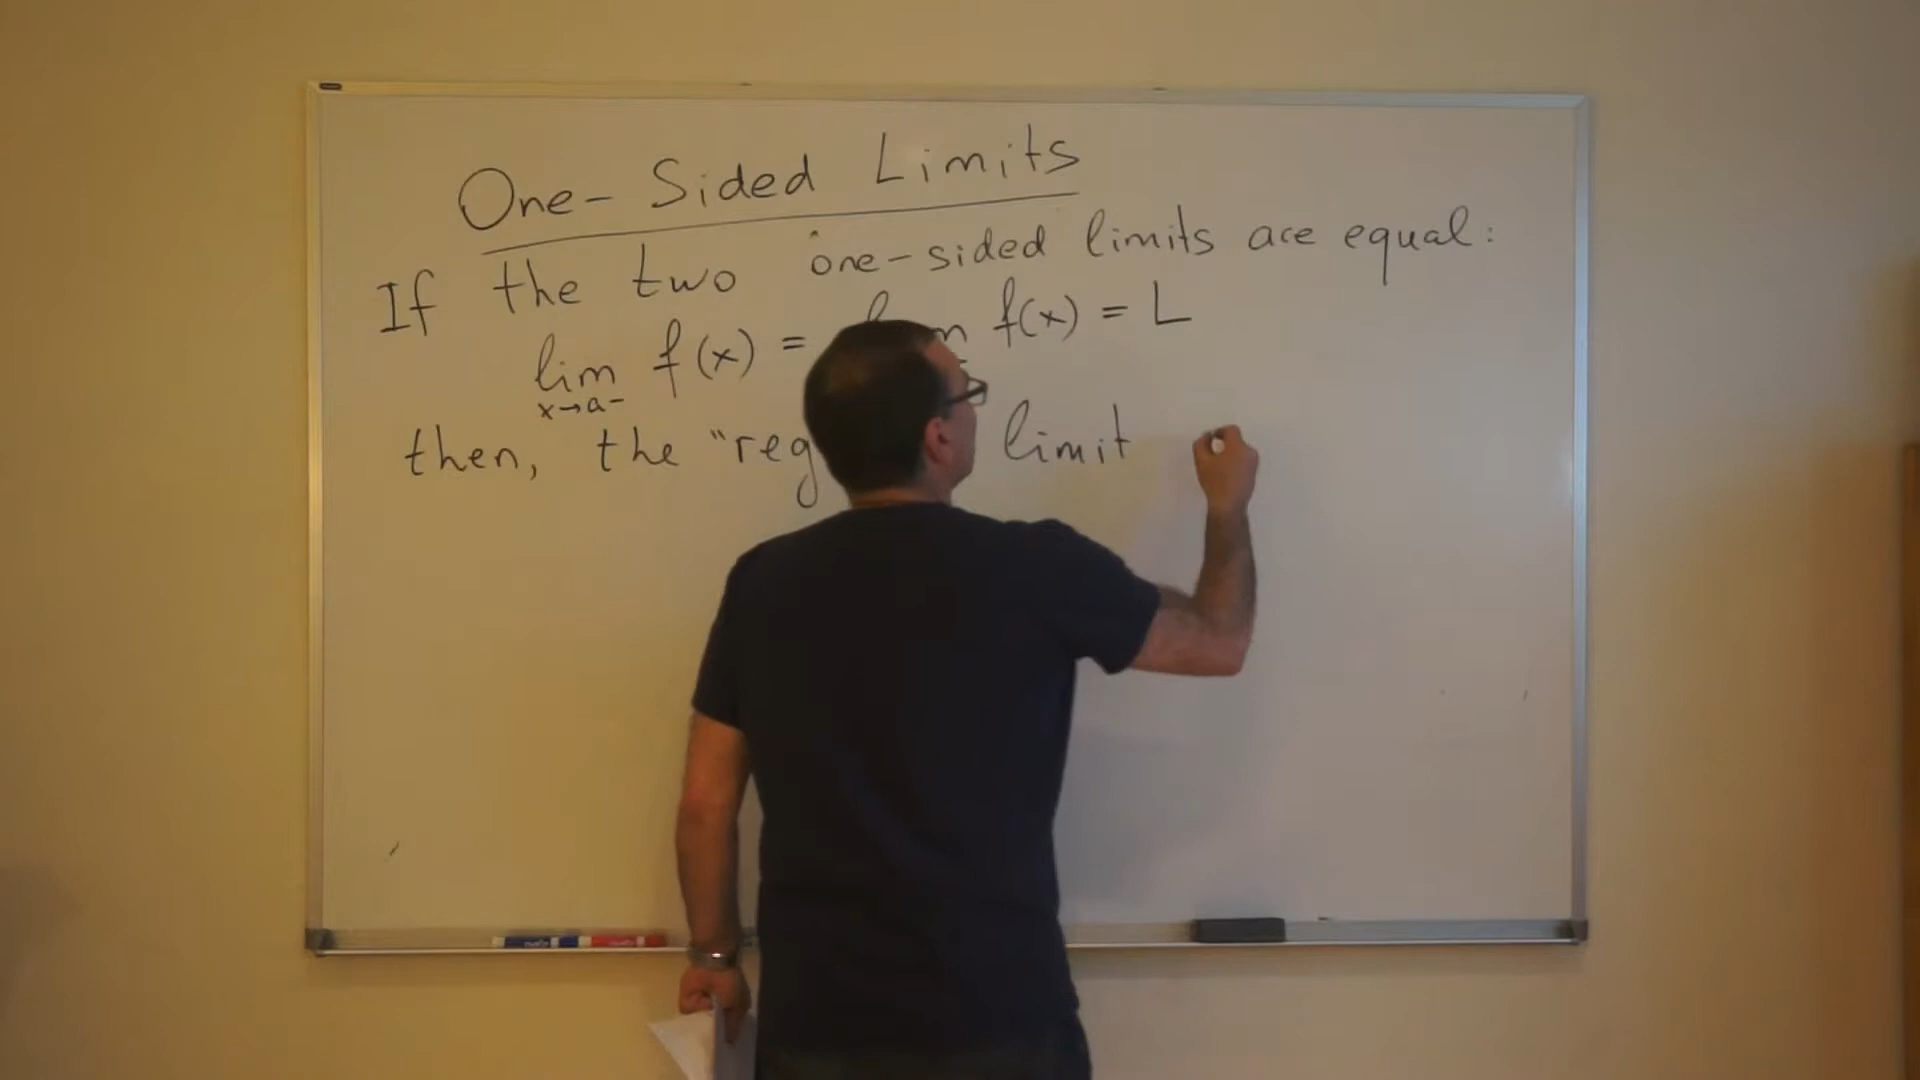 One-Sided Limits
If the two one-sided limits are equal:
lim f(x) = f(x) = L
x→a-
then, the "reg limit